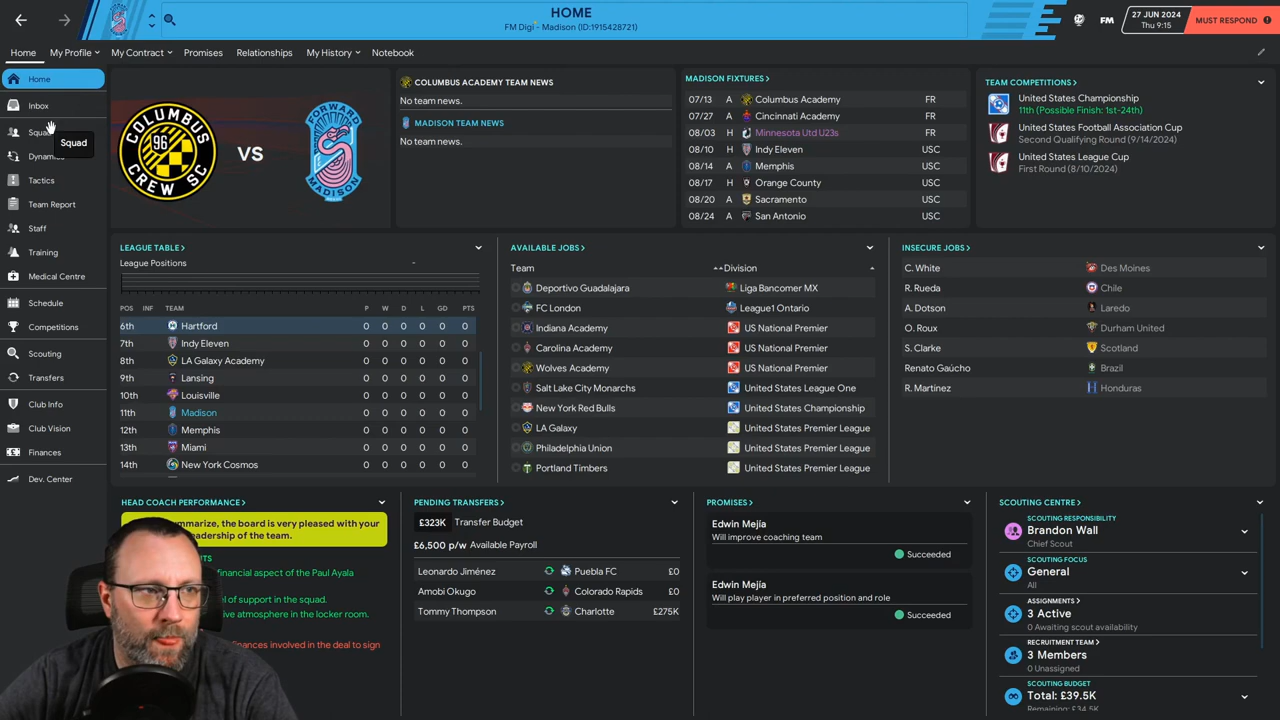 HOME
FM Digi - Madison (ID:1915428721)
FM
27 JUN 2024
Thu 9:15
MUST RESPOND
Home
My Profile
My Contract
Promises
Relationships
My History
Notebook
Home
Inbox
Squad
Dynamics
Tactics
Team Report
Staff
Training
Medical Centre
Schedule
Competitions
Scouting
Transfers
Club Info
Club Vision
Finances
Dev. Center
COLUMBUS
96
CREW SC
VS
FORWARD
MADISON
COLUMBUS ACADEMY TEAM NEWS
No team news.
MADISON TEAM NEWS
No team news.
MADISON FIXTURES
07/13 A Columbus Academy FR
07/27 A Cincinnati Academy FR
08/03 H Minnesota Utd U23s FR
08/10 H Indy Eleven USC
08/14 A Memphis USC
08/17 H Orange County USC
08/20 A Sacramento USC
08/24 A San Antonio USC
TEAM COMPETITIONS
United States Championship
11th (Possible Finish: 1st-24th)
United States Football Association Cup
Second Qualifying Round (9/14/2024)
United States League Cup
First Round (8/10/2024)
LEAGUE TABLE
League Positions
POS INF TEAM P W D L GD PTS
6th Hartford 0 0 0 0 0 0
7th Indy Eleven 0 0 0 0 0 0
8th LA Galaxy Academy 0 0 0 0 0 0
9th Lansing 0 0 0 0 0 0
10th Louisville 0 0 0 0 0 0
11th Madison 0 0 0 0 0 0
12th Memphis 0 0 0 0 0 0
13th Miami 0 0 0 0 0 0
14th New York Cosmos 0 0 0 0 0 0
AVAILABLE JOBS
Team Division
Deportivo Guadalajara Liga Bancomer MX
FC London League1 Ontario
Indiana Academy US National Premier
Carolina Academy US National Premier
Wolves Academy US National Premier
Salt Lake City Monarchs United States League One
New York Red Bulls United States Championship
LA Galaxy United States Premier League
Philadelphia Union United States Premier League
Portland Timbers United States Premier League
INSECURE JOBS
C. White Des Moines
R. Rueda Chile
A. Dotson Laredo
O. Roux Durham United
S. Clarke Scotland
Renato Gaúcho Brazil
R. Martínez Honduras
HEAD COACH PERFORMANCE
summarize, the board is very pleased with your
leadership of the team.
financial aspect of the Paul Ayala
of support in the squad.
atmosphere in the locker room.
finances involved in the deal to sign
PENDING TRANSFERS
£323K Transfer Budget
£6,500 p/w Available Payroll
Leonardo Jiménez Puebla FC £0
Amobi Okugo Colorado Rapids £0
Tommy Thompson Charlotte £275K
PROMISES
Edwin Mejía
Will improve coaching team
Succeeded
Edwin Mejía
Will play player in preferred position and role
Succeeded
SCOUTING CENTRE
SCOUTING RESPONSIBILITY
Brandon Wall
Chief Scout
SCOUTING FOCUS
General
All
ASSIGNMENTS
3 Active
0 Awaiting scout availability
RECRUITMENT TEAM
3 Members
0 Unassigned
SCOUTING BUDGET
Total: £39.5K
Remaining: £34.5K